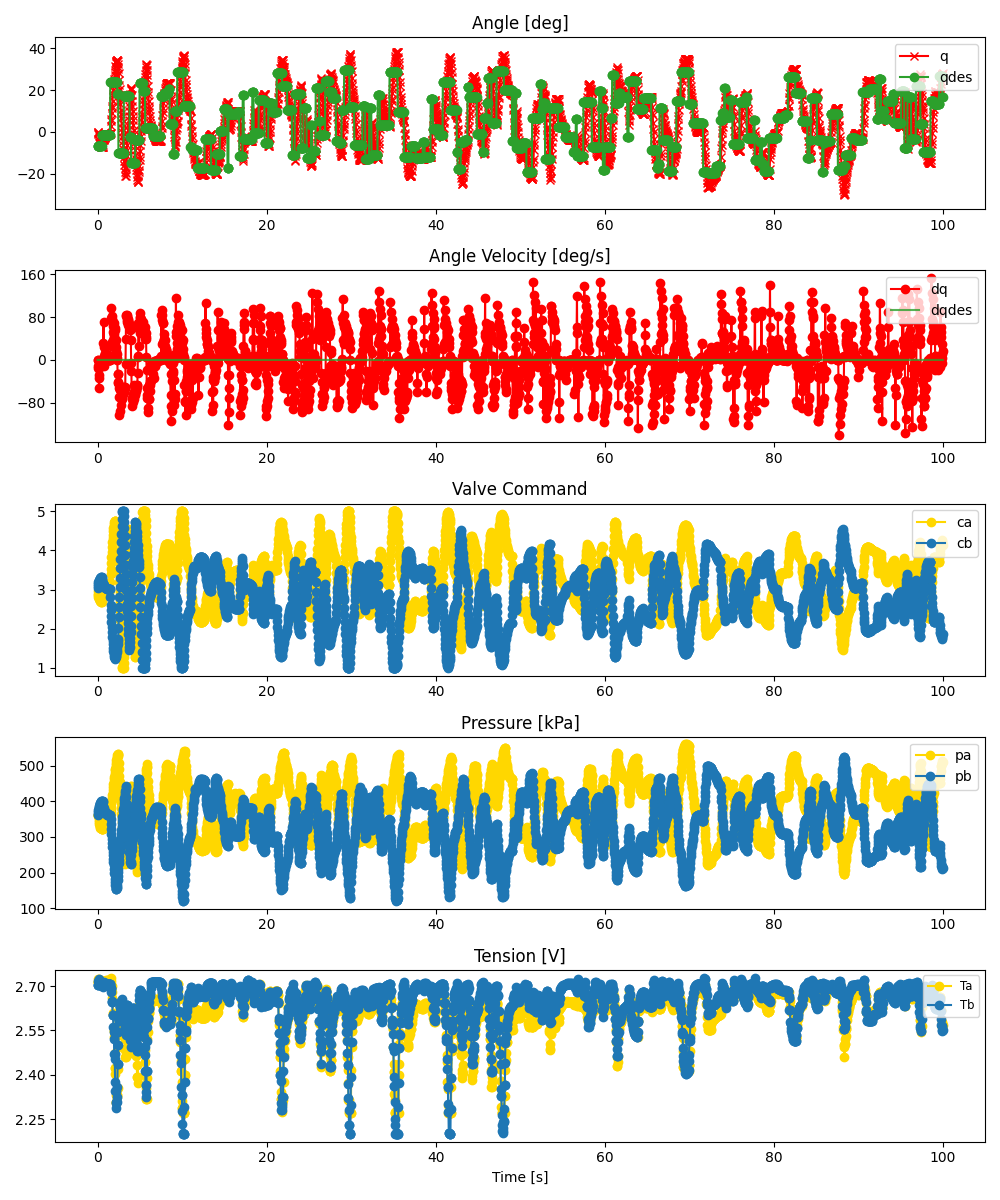 Angle [deg]
40
20
0
−20
q
qdes
0 20 40 60 80 100
Angle Velocity [deg/s]
160
80
0
−80
dq
dqdes
0 20 40 60 80 100
Valve Command
5
4
3
2
1
ca
cb
0 20 40 60 80 100
Pressure [kPa]
500
400
300
200
100
pa
pb
0 20 40 60 80 100
Tension [V]
2.70
2.55
2.40
2.25
Ta
Tb
0 20 40 60 80 100
Time [s]